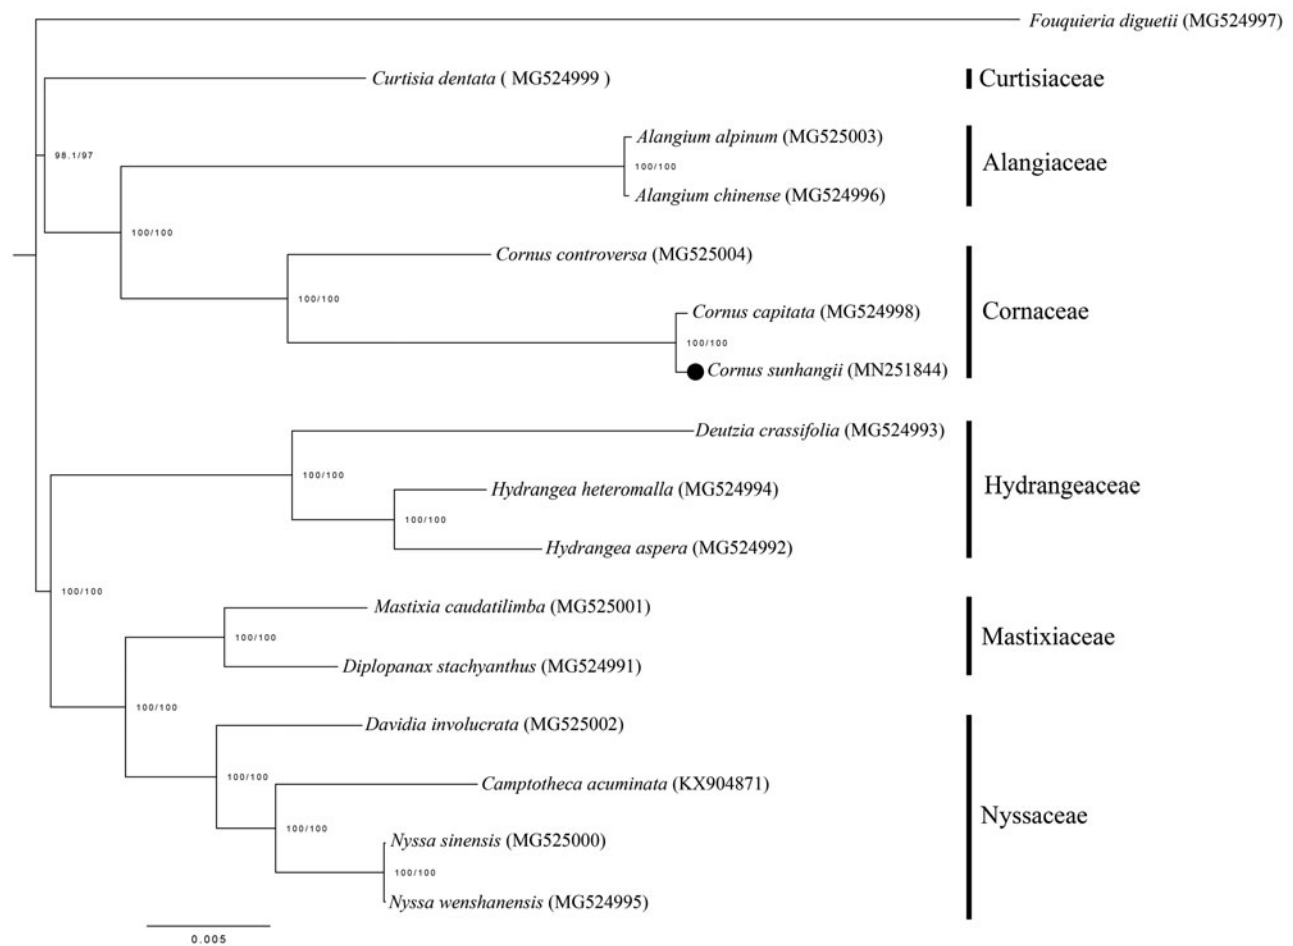 Fouquieria diguetii (MG524997)
Curtisia dentata ( MG524999 )
Curtisiaceae
98.1/97
Alangium alpinum (MG525003)
100/100
Alangiaceae
Alangium chinense (MG524996)
100/100
Cornus controversa (MG525004)
100/100
Cornus capitata (MG524998)
Cornaceae
100/100
Cornus sunhangii (MN251844)
Deutzia crassifolia (MG524993)
100/100
Hydrangea heteromalla (MG524994)
Hydrangeaceae
100/100
Hydrangea aspera (MG524992)
100/100
Mastixia caudatilimba (MG525001)
100/100
Mastixiaceae
Diplopanax stachyanthus (MG524991)
100/100
Davidia involucrata (MG525002)
100/100
Camptotheca acuminata (KX904871)
Nyssaceae
100/100
Nyssa sinensis (MG525000)
100/100
Nyssa wenshanensis (MG524995)
0.005